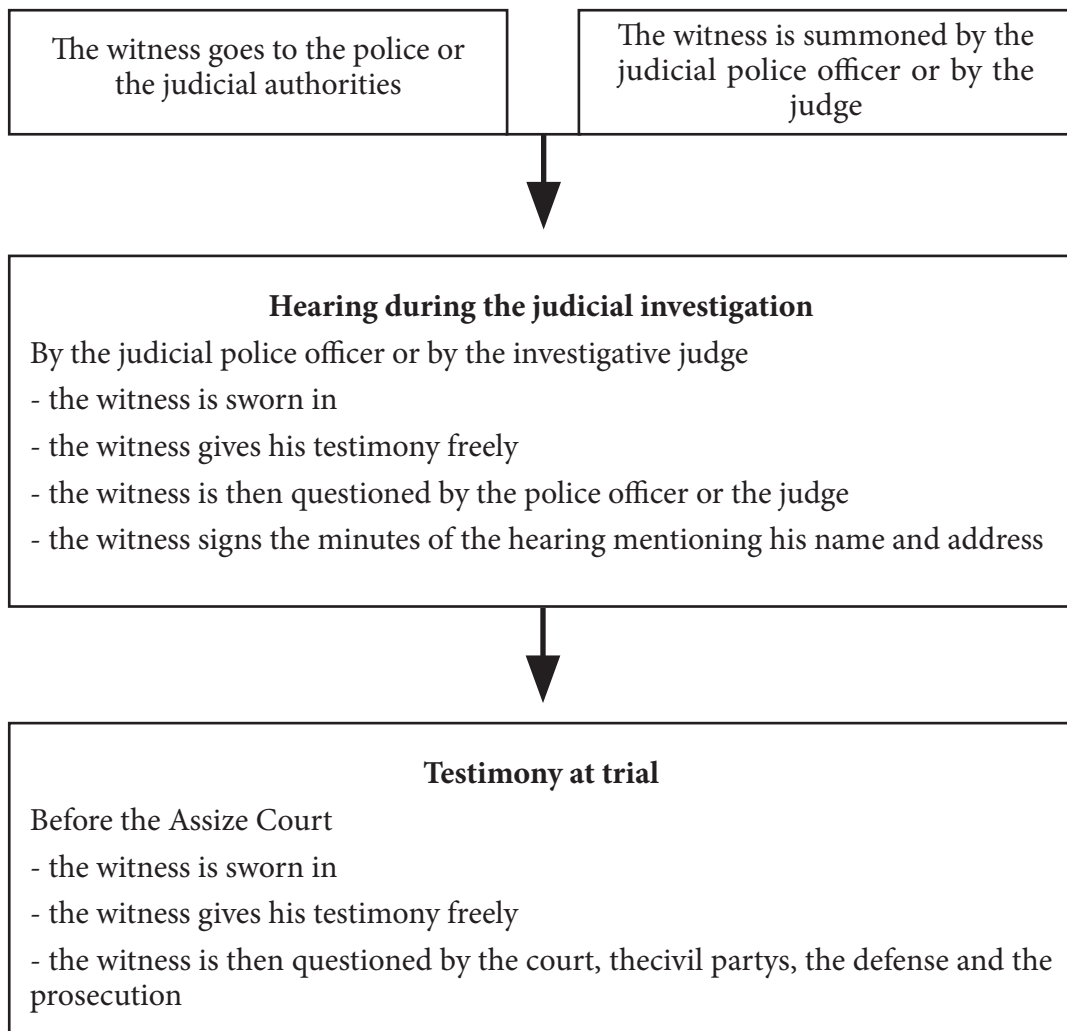 The witness goes to the police or
the judicial authorities
The witness is summoned by the
judicial police officer or by the
judge
Hearing during the judicial investigation
By the judicial police officer or by the investigative judge
- the witness is sworn in
- the witness gives his testimony freely
- the witness is then questioned by the police officer or the judge
- the witness signs the minutes of the hearing mentioning his name and address
Testimony at trial
Before the Assize Court
- the witness is sworn in
- the witness gives his testimony freely
- the witness is then questioned by the court, thecivil partys, the defense and the
prosecution